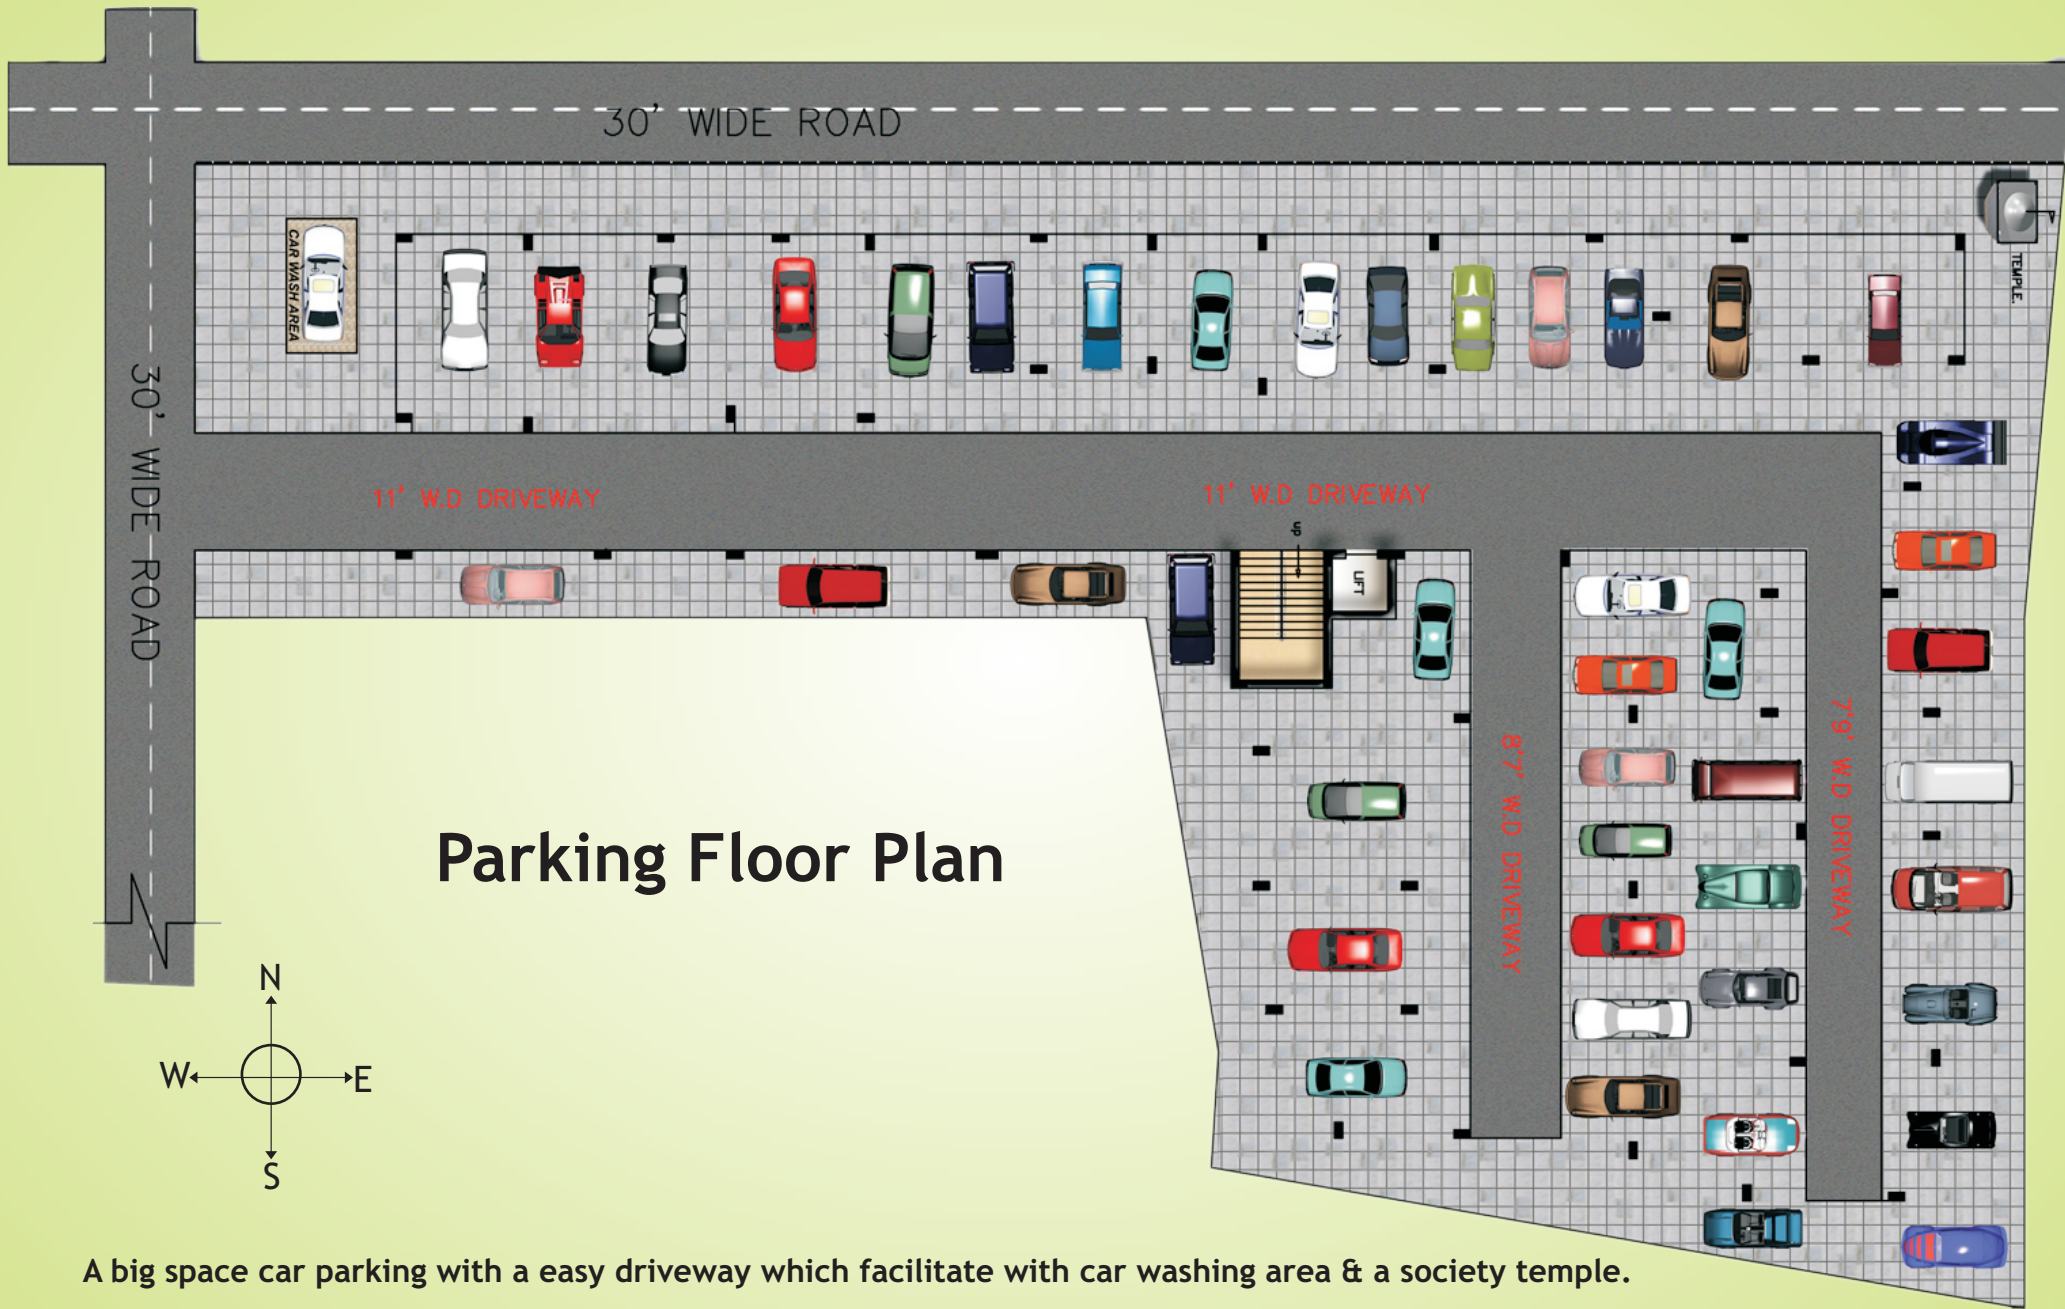 30' WIDE ROAD
CAR WASH AREA
TEMPLE.
30' WIDE ROAD
11' W.D DRIVEWAY
11' W.D DRIVEWAY
UP
LIFT
8'7' W.D DRIVEWAY
7'9' W.D DRIVEWAY
Parking Floor Plan
N
W
E
S
A big space car parking with a easy driveway which facilitate with car washing area & a society temple.